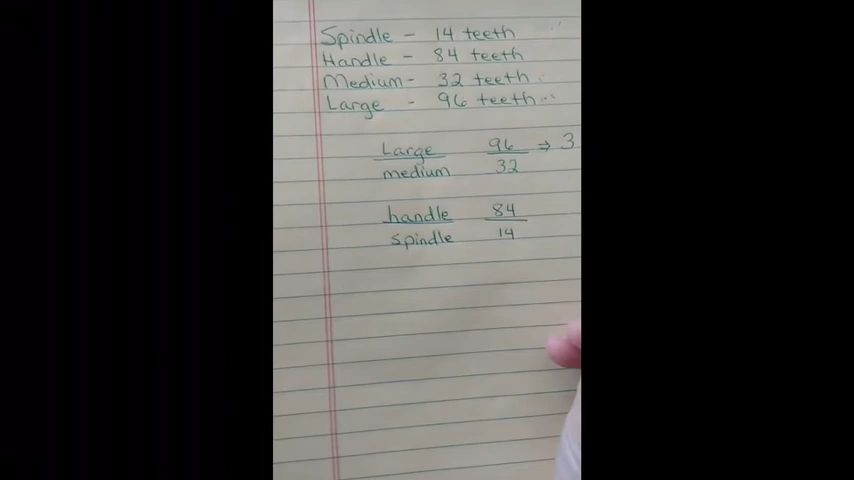 Spindle - 14 teeth
Handle - 84 teeth
Medium - 32 teeth
Large - 96 teeth
Large 96 ⇒ 3
medium 32
handle 84
spindle 14